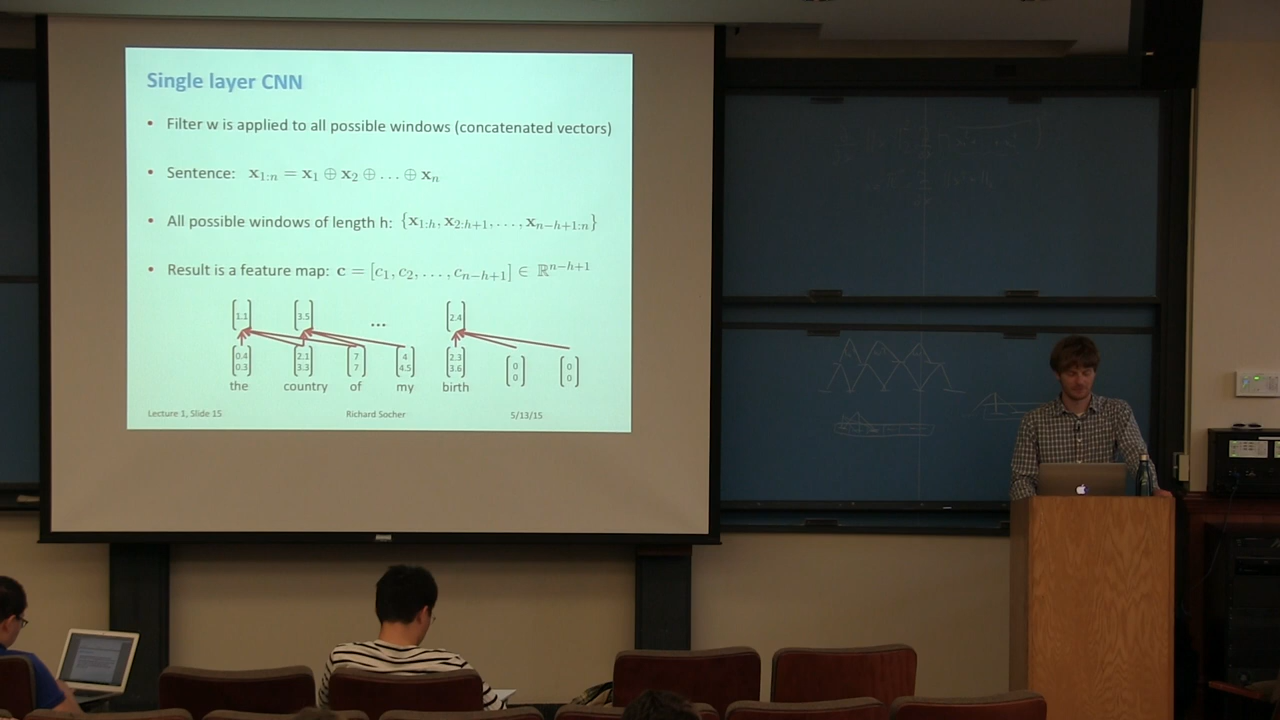 Single layer CNN
• Filter w is applied to all possible windows (concatenated vectors)
• Sentence: x₁:ₙ = x₁ ⊕ x₂ ⊕ … ⊕ xₙ
• All possible windows of length h: {x₁:ₕ, x₂:ₕ₊₁, …, xₙ₋ₕ₊₁:ₙ}
• Result is a feature map: c = [c₁, c₂, …, cₙ₋ₕ₊₁] ∈ ℝⁿ⁻ʰ⁺¹
1.1 3.5 ... 2.4
0.4 2.1 7 4 2.3 0 0
0.3 3.3 7 4.5 3.6 0 0
the country of my birth
Lecture 1, Slide 15 Richard Socher 5/13/15